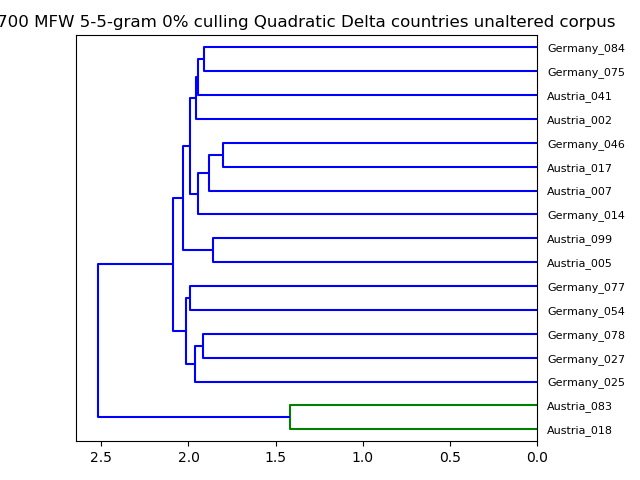 700 MFW 5-5-gram 0% culling Quadratic Delta countries unaltered corpus
Germany_084
Germany_075
Austria_041
Austria_002
Germany_046
Austria_017
Austria_007
Germany_014
Austria_099
Austria_005
Germany_077
Germany_054
Germany_078
Germany_027
Germany_025
Austria_083
Austria_018
2.5 2.0 1.5 1.0 0.5 0.0